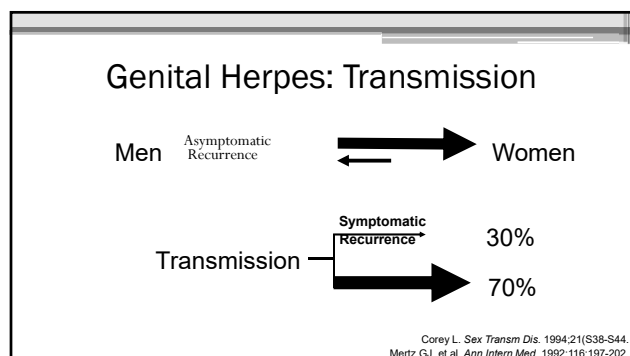 Genital Herpes: Transmission
Men
Asymptomatic
Recurrence
Women
Symptomatic
Recurrence
30%
Transmission
70%
Corey L. Sex Transm Dis. 1994;21(S38-S44.
Mertz GJ, et al. Ann Intern Med. 1992;116:197-202.